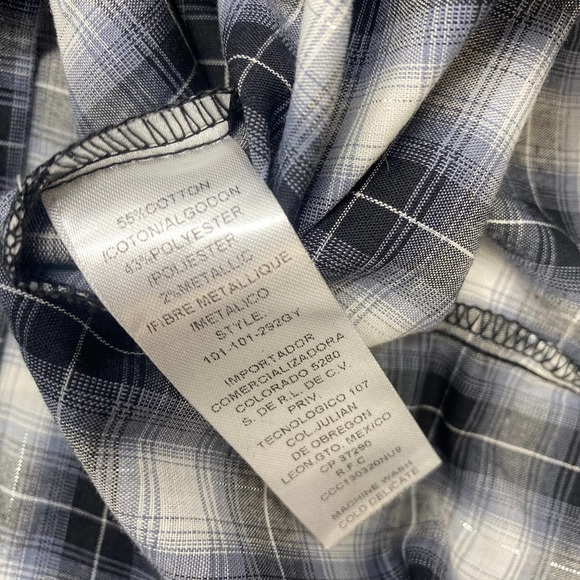 55% COTTON
/COTON/ALGODON
43% POLYESTER
/POLIESTER
2% METALLIC
/FIBRE METALLIQUE
/METALICO
STYLE.
101-101-292GY
IMPORTADOR
COMERCIALIZADORA
COLORADO 5280
S. DE R.L. DE C.V.
PRIV.
TECNOLOGICO 107
COL.JULIAN
DE OBREGON
LEON.GTO. MEXICO
CP 37290
R.F.C
CCC130320NU9
MACHINE WASH
COLD DELICATE